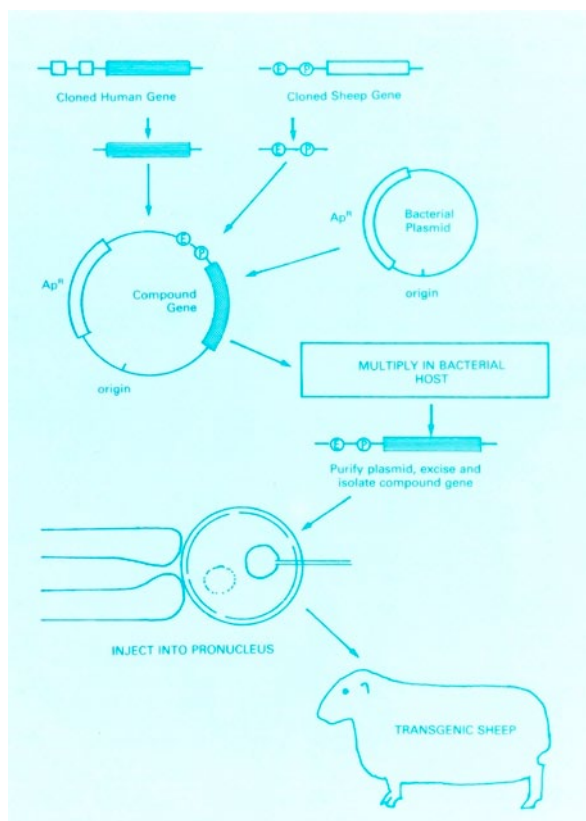 E P
Cloned Human Gene
Cloned Sheep Gene
E P
Ap^R
Bacterial
Plasmid
origin
E
P
Ap^R
Compound
Gene
origin
MULTIPLY IN BACTERIAL
HOST
E P
Purify plasmid, excise and
isolate compound gene
INJECT INTO PRONUCLEUS
TRANSGENIC SHEEP